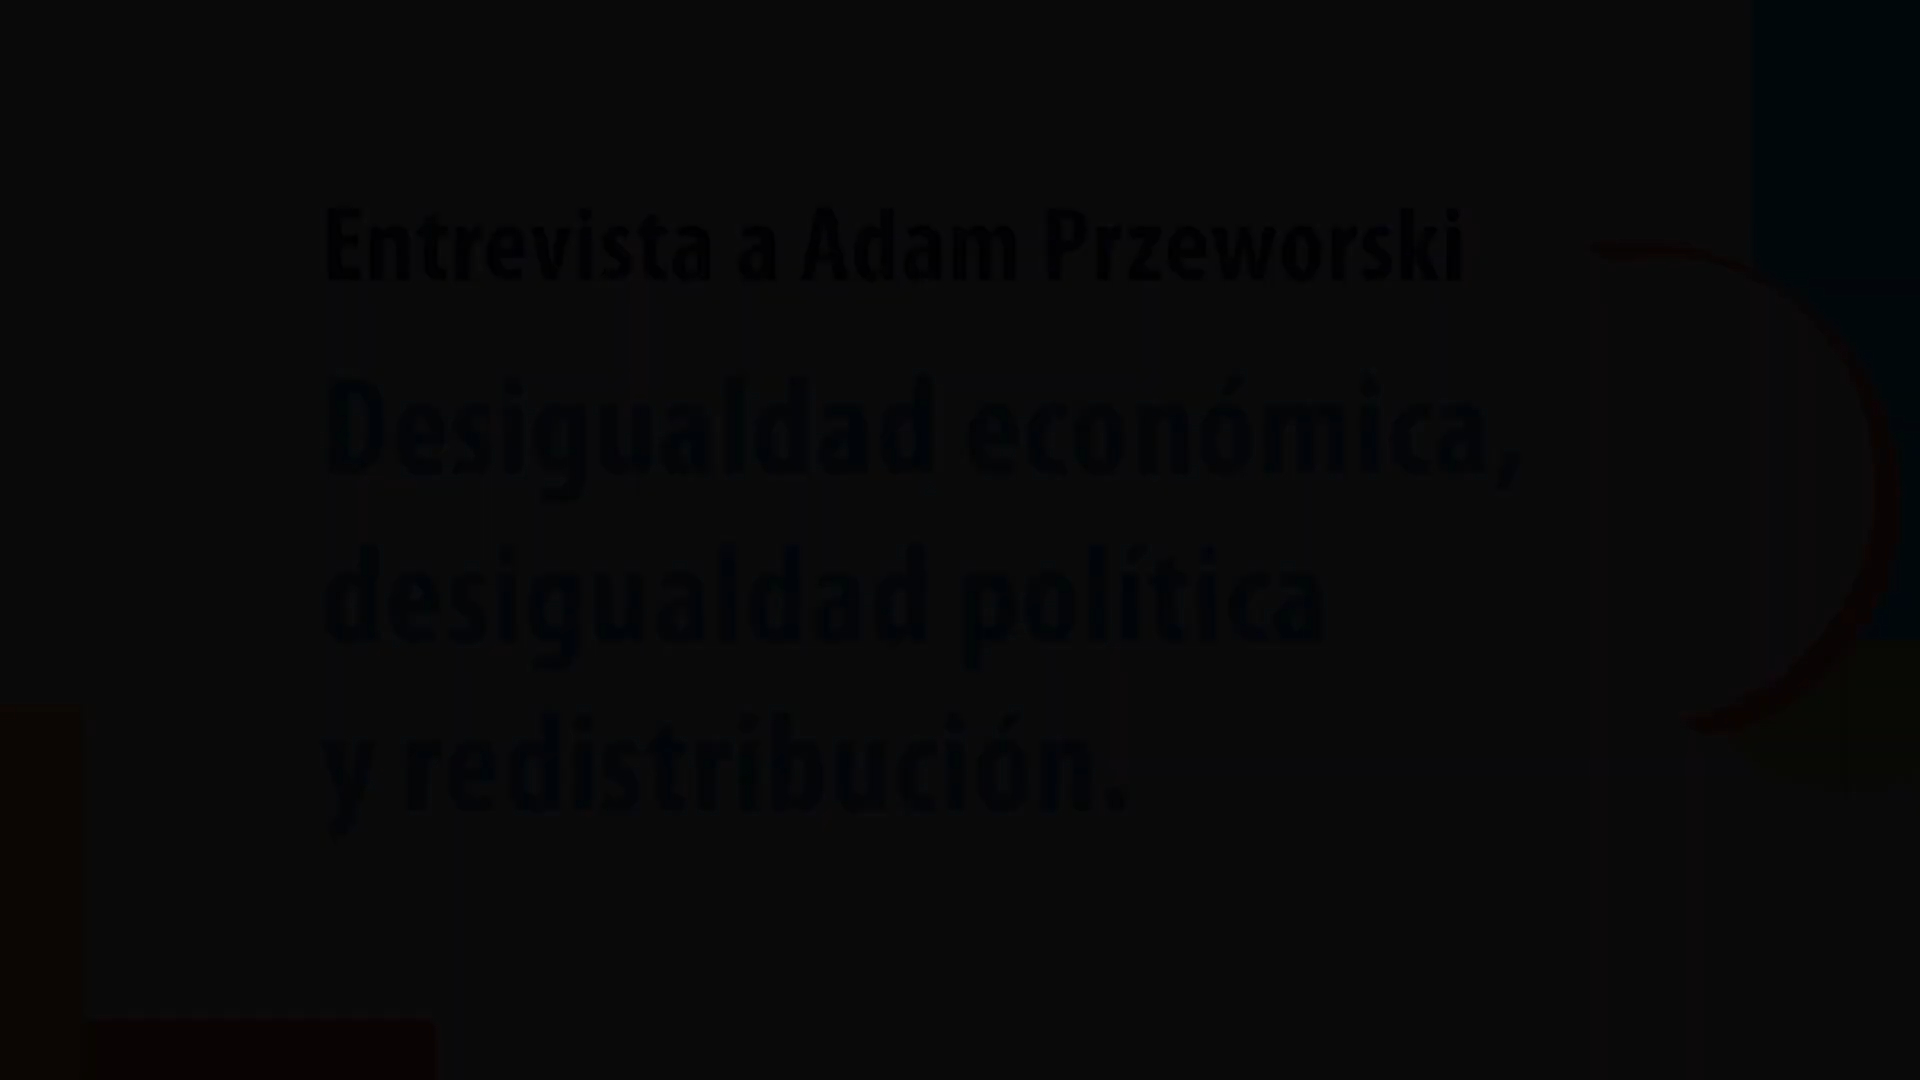 Entrevista a Adam Przeworski
Desigualdad económica,
desigualdad política
y redistribución.